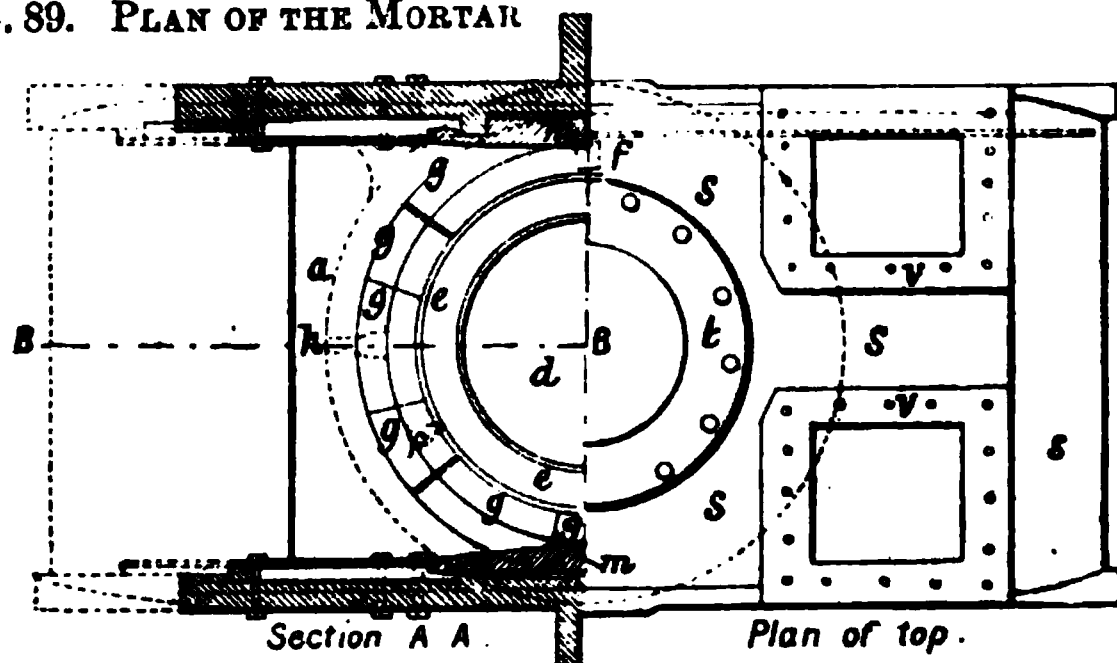 . 89. PLAN OF THE MORTAR
f
g
S
g
a
V
g
e
B
k
B
t
S
d
V
g
s
e
g
g
S
m
Section A A.
Plan of top.